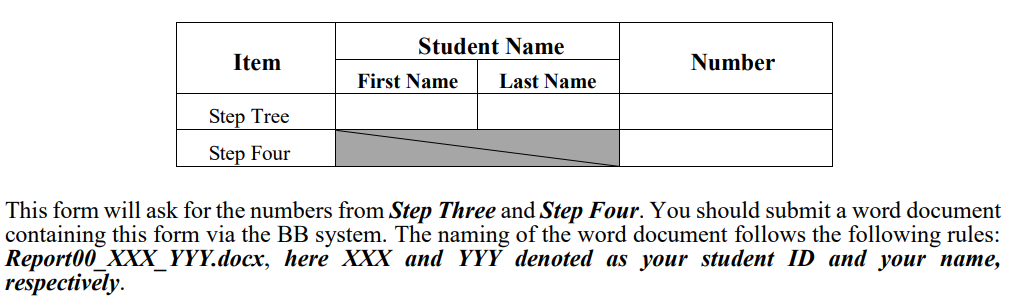 Item
Student Name
Number
First Name
Last Name
Step Tree
Step Four
This form will ask for the numbers from Step Three and Step Four. You should submit a word document
containing this form via the BB system. The naming of the word document follows the following rules:
Report00_XXX_YYY.docx, here XXX and YYY denoted as your student ID and your name,
respectively.